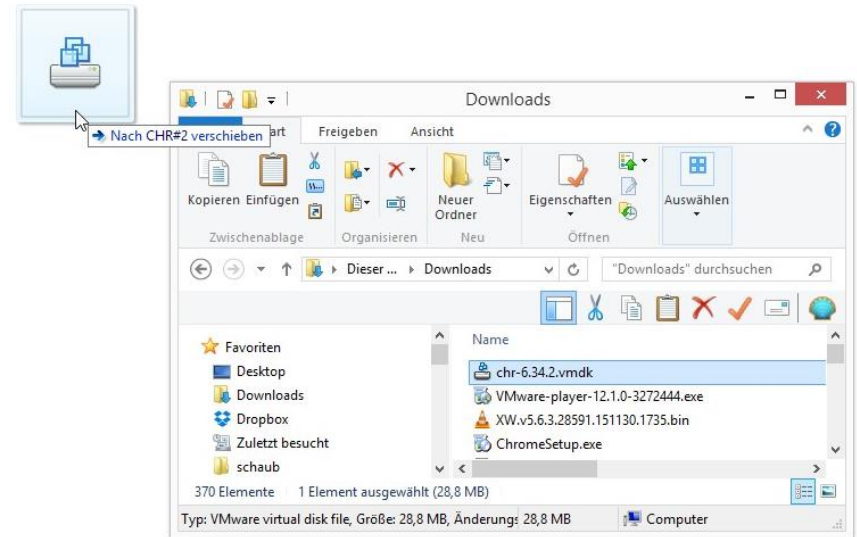 Downloads
Nach CHR#2 verschieben
art Freigeben Ansicht
Kopieren Einfügen
Neuer Ordner
Eigenschaften
Auswählen
Zwischenablage Organisieren Neu Öffnen
Dieser ... Downloads
"Downloads" durchsuchen
Favoriten
Desktop
Downloads
Dropbox
Zuletzt besucht
schaub
Name
chr-6.34.2.vmdk
VMware-player-12.1.0-3272444.exe
XW.v5.6.3.28591.151130.1735.bin
ChromeSetup.exe
370 Elemente 1 Element ausgewählt (28,8 MB)
Typ: VMware virtual disk file, Größe: 28,8 MB, Änderungs 28,8 MB Computer